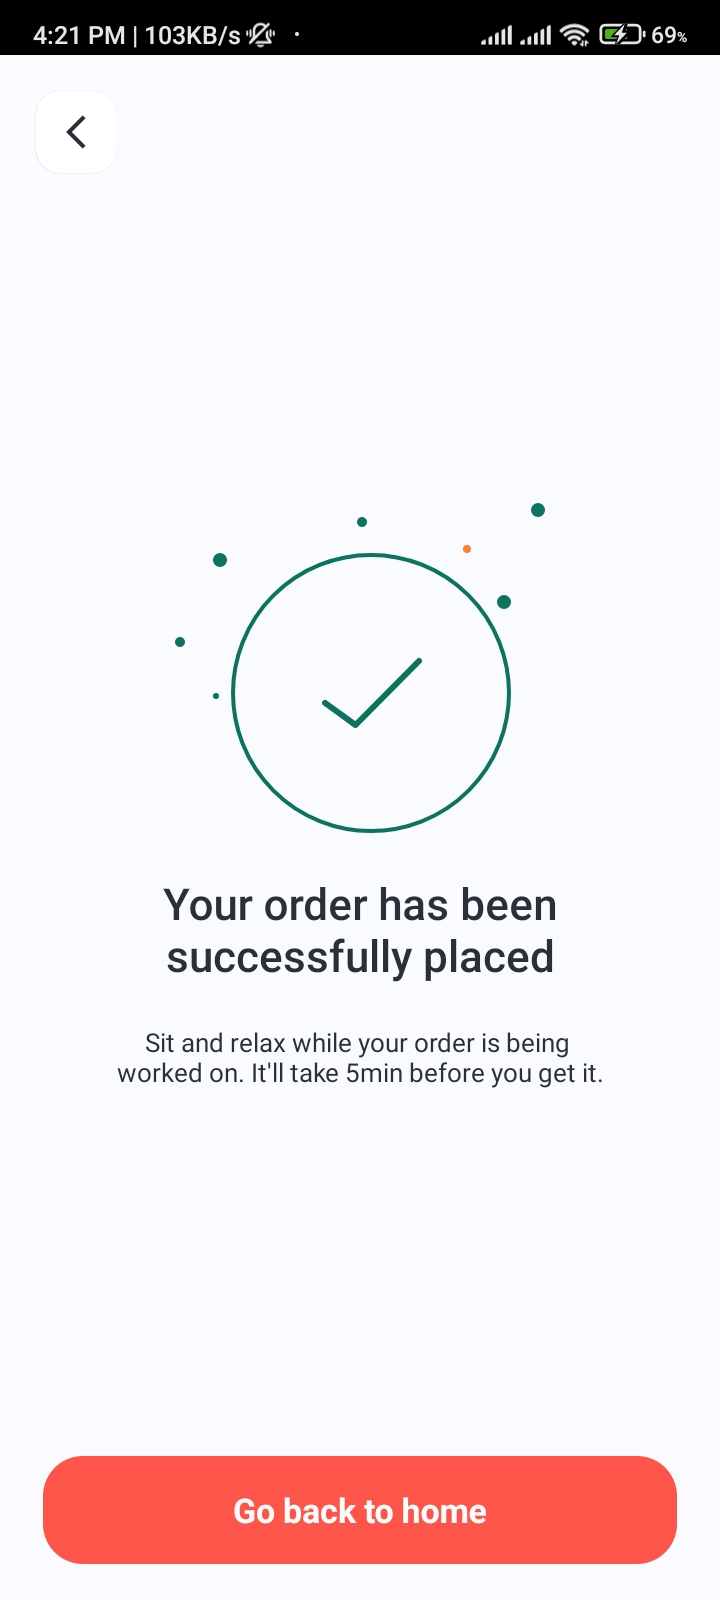 4:21 PM | 103KB/s 69%
Your order has been
successfully placed
Sit and relax while your order is being
worked on. It'll take 5min before you get it.
Go back to home